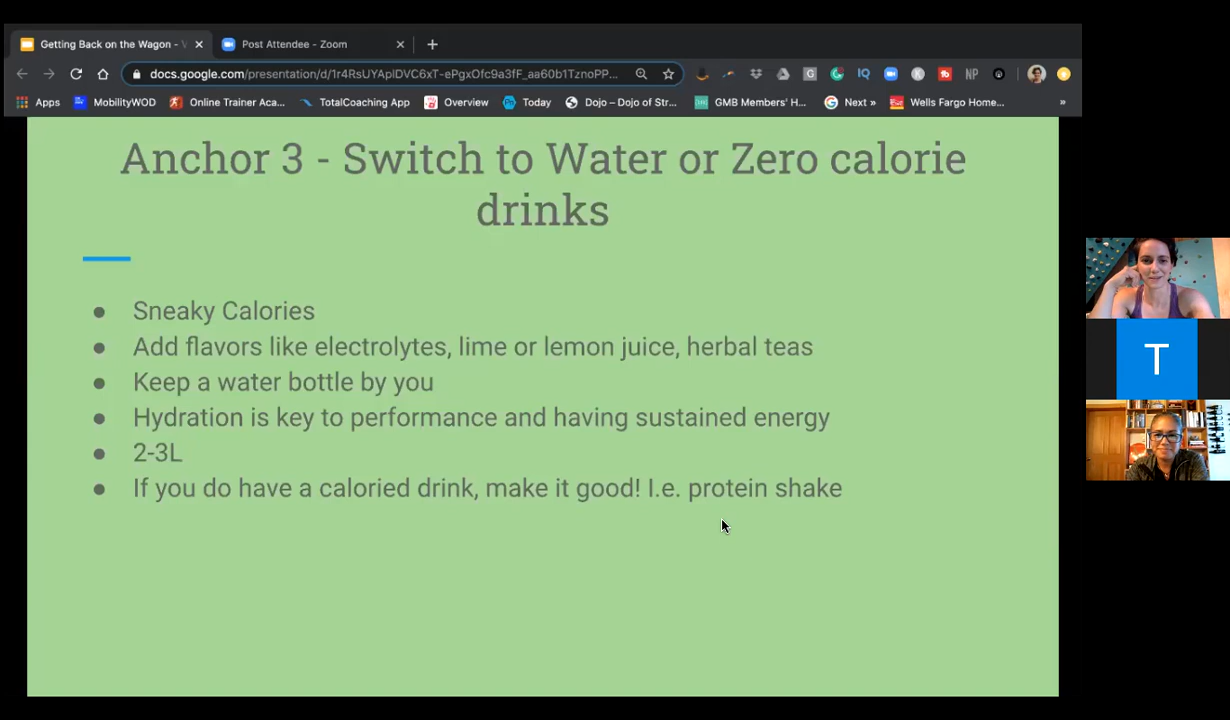 Getting Back on the Wagon -
Post Attendee - Zoom
docs.google.com/presentation/d/1r4RsUYAplDVC6xT-ePgxOfc9a3fF_aa60b1TznoPP...
Apps
MobilityWOD
Online Trainer Aca...
TotalCoaching App
Overview
Today
Dojo – Dojo of Str...
GMB Members' H...
Next »
Wells Fargo Home...
»
Anchor 3 - Switch to Water or Zero calorie
drinks
● Sneaky Calories
● Add flavors like electrolytes, lime or lemon juice, herbal teas
● Keep a water bottle by you
● Hydration is key to performance and having sustained energy
● 2-3L
● If you do have a caloried drink, make it good! I.e. protein shake
T